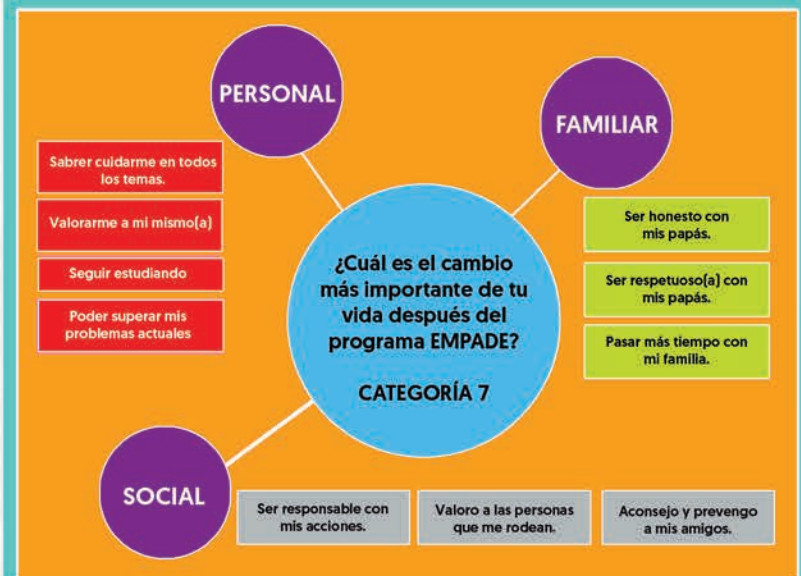 PERSONAL
FAMILIAR
Sabrer cuidarme en todos
los temas.
Valorarme a mi mismo(a)
Seguir estudiando
Poder superar mis
problemas actuales
¿Cuál es el cambio
más importante de tu
vida después del
programa EMPADE?
CATEGORÍA 7
Ser honesto con
mis papás.
Ser respetuoso(a) con
mis papás.
Pasar más tiempo con
mi familia.
SOCIAL
Ser responsable con
mis acciones.
Valoro a las personas
que me rodean.
Aconsejo y prevengo
a mis amigos.